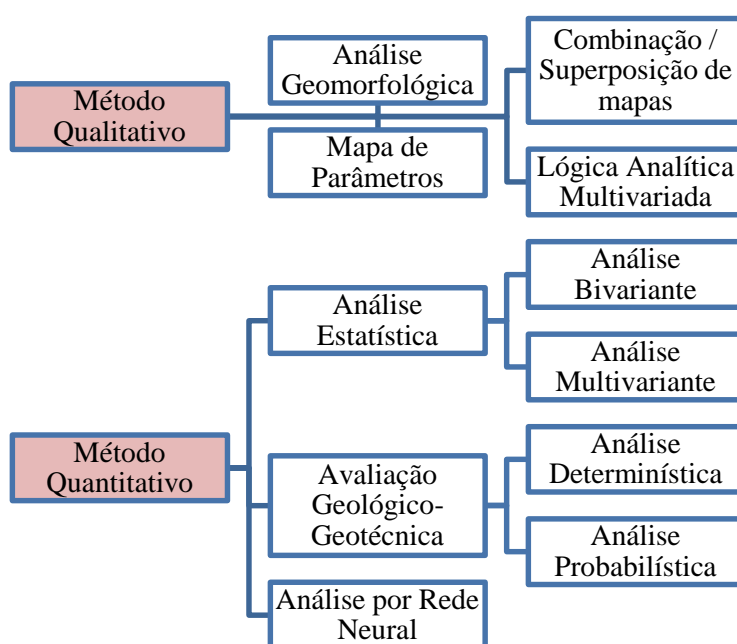 Método
Qualitativo
Análise
Geomorfológica
Mapa de
Parâmetros
Combinação /
Superposição de
mapas
Lógica Analítica
Multivariada
Método
Quantitativo
Análise
Estatística
Análise
Bivariante
Análise
Multivariante
Avaliação
Geológico-
Geotécnica
Análise
Determinística
Análise
Probabilística
Análise por Rede
Neural